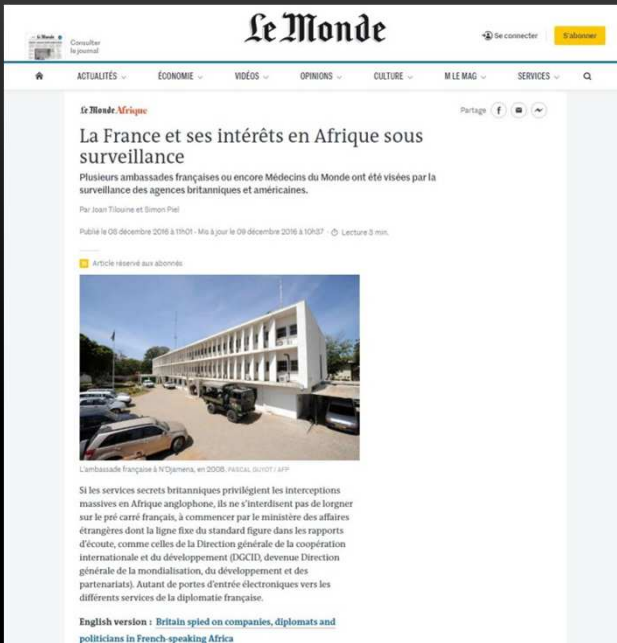 Le Monde
Consulter
le journal
Se connecter
S'abonner
ACTUALITÉS
ÉCONOMIE
VIDÉOS
OPINIONS
CULTURE
M LE MAG
SERVICES
Le Monde Afrique
Partage
La France et ses intérêts en Afrique sous
surveillance
Plusieurs ambassades françaises ou encore Médecins du Monde ont été visées par la
surveillance des agences britanniques et américaines.
Par Joan Tilouine et Simon Piel
Publié le 08 décembre 2016 à 11h01 - Mis à jour le 09 décembre 2016 à 10h37 - Lecture 3 min.
Article réservé aux abonnés
L'ambassade française à N'Djamena, en 2008. PASCAL GUYOT / AFP
Si les services secrets britanniques privilégient les interceptions
massives en Afrique anglophone, ils ne s'interdisent pas de lorgner
sur le pré carré français, à commencer par le ministère des affaires
étrangères dont la ligne fixe du standard figure dans les rapports
d'écoute, comme celles de la Direction générale de la coopération
internationale et du développement (DGCID, devenue Direction
générale de la mondialisation, du développement et des
partenariats). Autant de portes d'entrée électroniques vers les
différents services de la diplomatie française.
English version : Britain spied on companies, diplomats and
politicians in French-speaking Africa